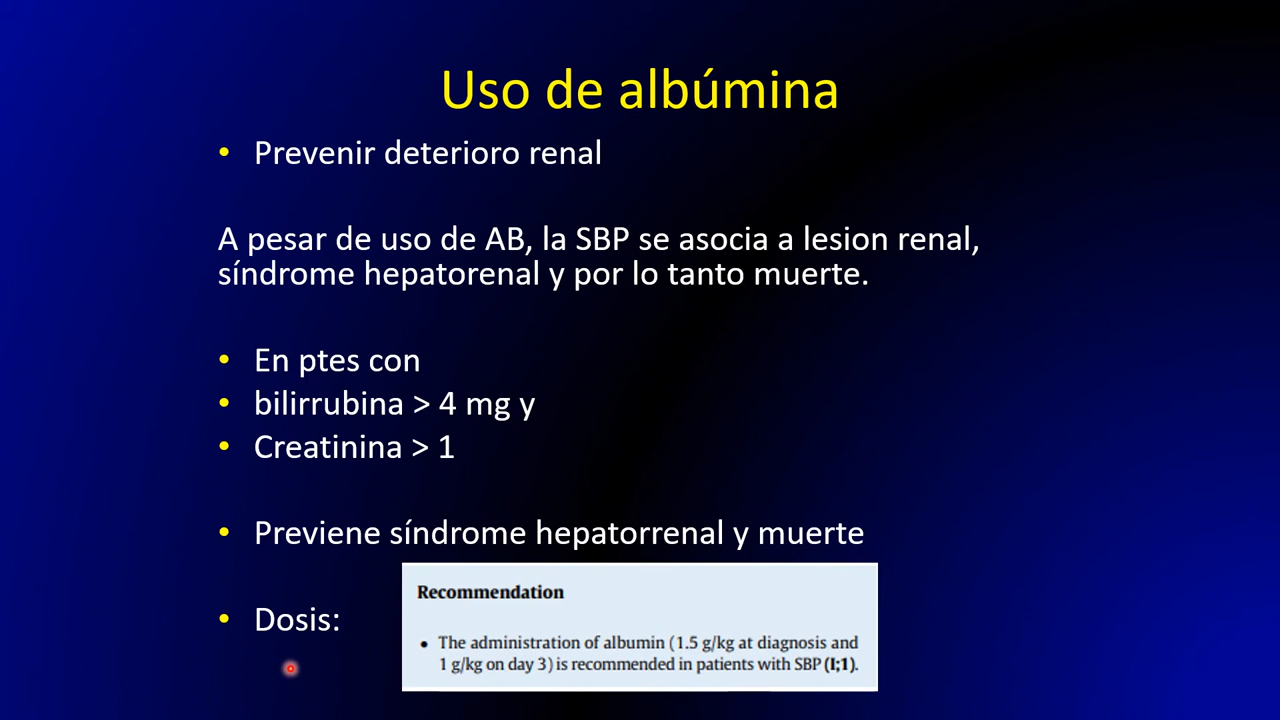 Uso de albúmina
• Prevenir deterioro renal
A pesar de uso de AB, la SBP se asocia a lesion renal,
síndrome hepatorenal y por lo tanto muerte.
• En ptes con
• bilirrubina > 4 mg y
• Creatinina > 1
• Previene síndrome hepatorrenal y muerte
• Dosis:
Recommendation
• The administration of albumin (1.5 g/kg at diagnosis and
1 g/kg on day 3) is recommended in patients with SBP (I;1).